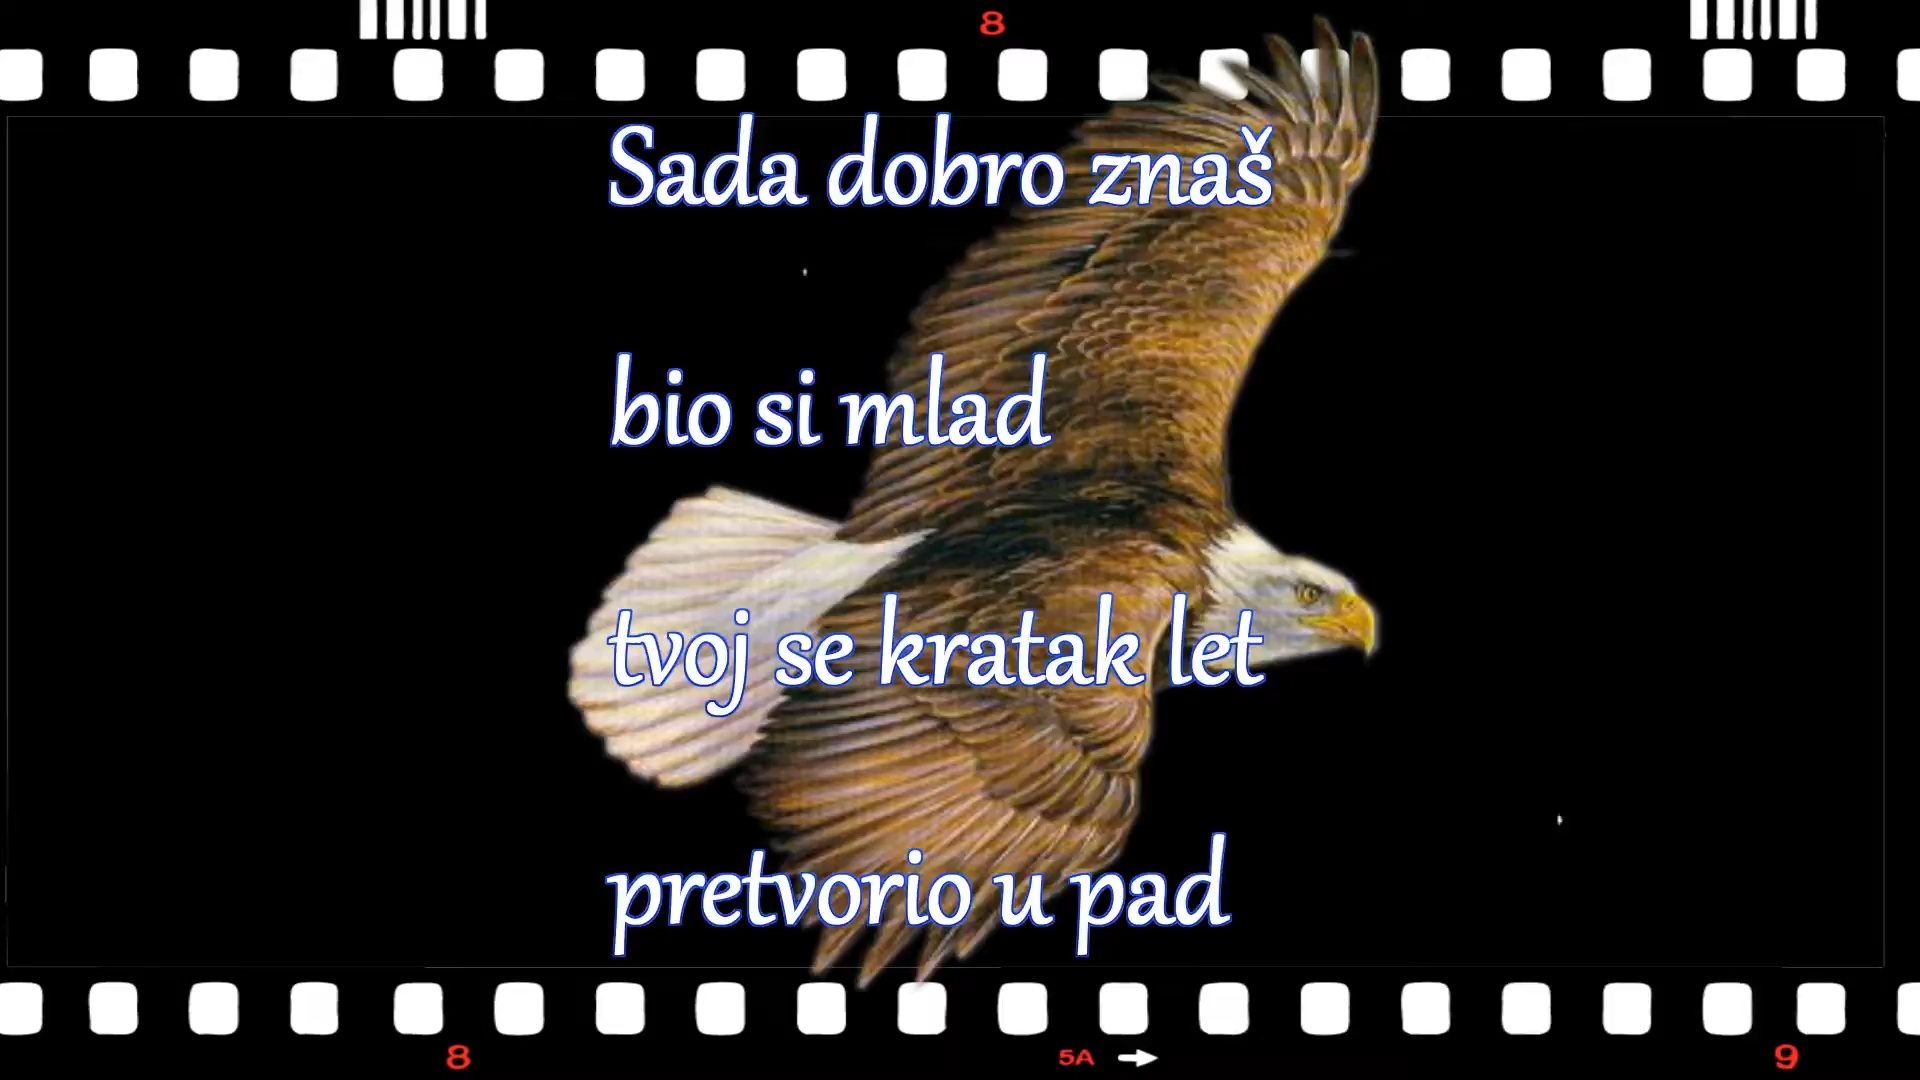 8
Sada dobro znaš
bio si mlad
tvoj se kratak let
pretvorio u pad
8 5A 9